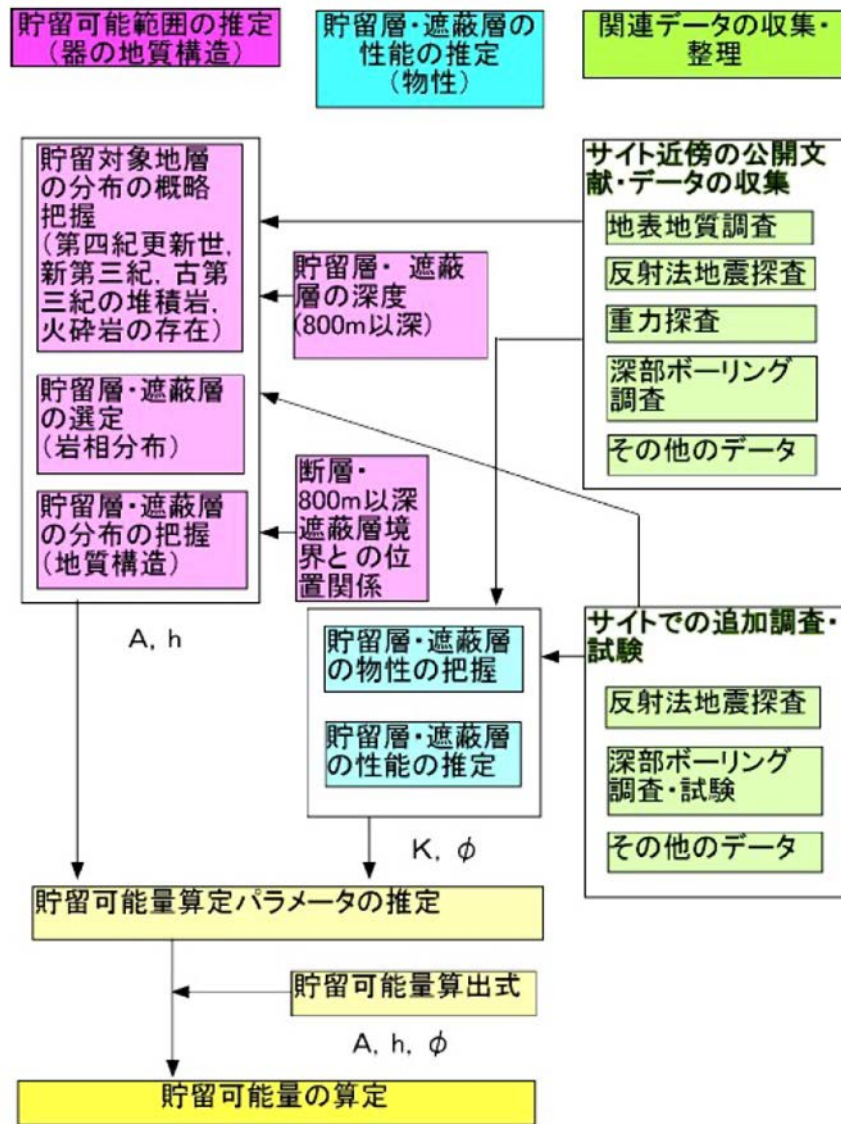 貯留可能範囲の推定
(器の地質構造)
貯留層・遮蔽層の
性能の推定
(物性)
関連データの収集・
整理
貯留対象地層
の分布の概略
把握
(第四紀更新世,
新第三紀, 古第
三紀の堆積岩,
火砕岩の存在)
貯留層・遮蔽層
の選定
(岩相分布)
貯留層・遮蔽層
の分布の把握
(地質構造)
貯留層・ 遮蔽
層の深度
(800m以深)
断層・
800m以深
遮蔽層境
界との位
置関係
A, h
貯留層・遮蔽層
の物性の把握
貯留層・遮蔽層
の性能の推定
K, φ
サイト近傍の公開文
献・データの収集
地表地質調査
反射法地震探査
重力探査
深部ボーリング
調査
その他のデータ
サイトでの追加調査・
試験
反射法地震探査
深部ボーリング
調査・試験
その他のデータ
貯留可能量算定パラメータの推定
貯留可能量算出式
A, h, φ
貯留可能量の算定